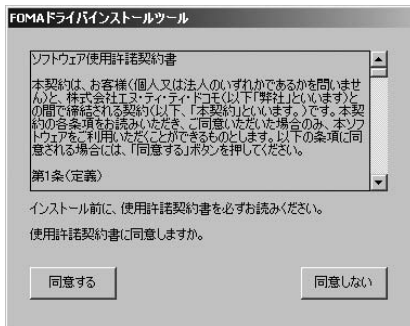 FOMAドライバインストールツール
ソフトウェア使用許諾契約書
本契約は、お客様(個人又は法人のいずれかであるかを問いませ
ん)と、株式会社エヌ・ティ・ティ・ドコモ(以下「弊社」といいます)と
の間で締結される契約(以下、「本契約」といいます。)です。本契
約の各条項をお読みいただき、ご同意いただいた場合のみ、本ソフ
トウェアをご利用いただくことができるものとします。以下の条項に同
意される場合には、「同意する」ボタンを押してください。
第1条(定義)
インストール前に、使用許諾契約書を必ずお読みください。
使用許諾契約書に同意しますか。
同意する
同意しない